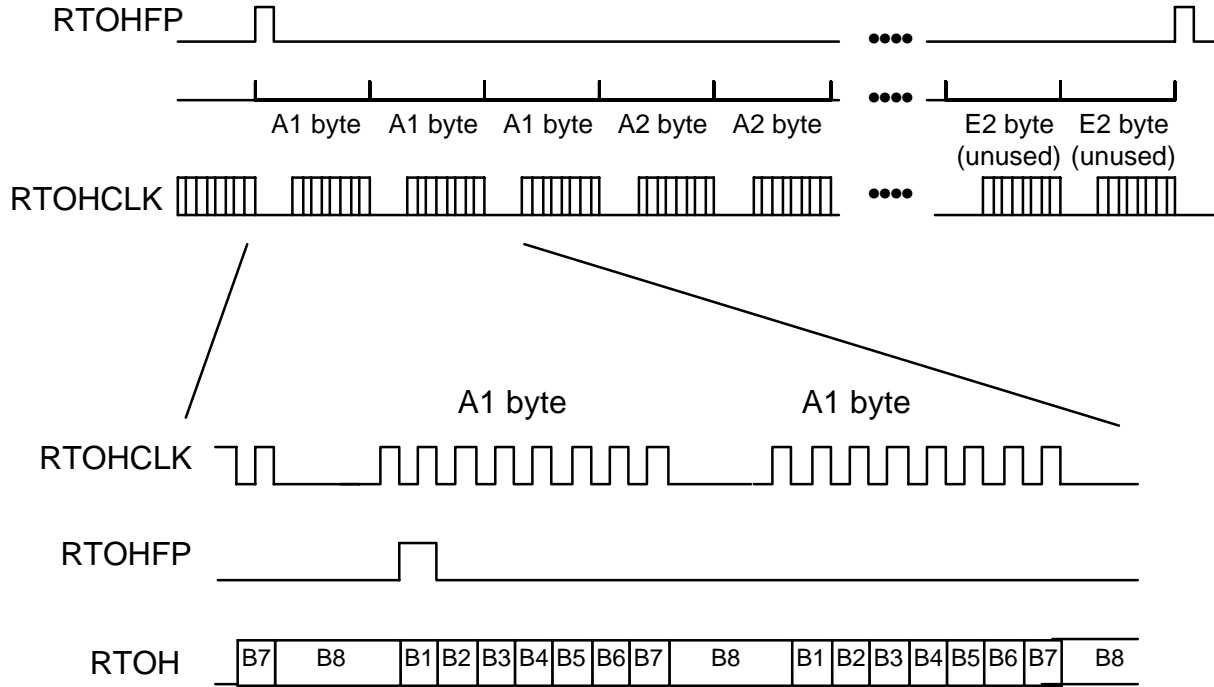 RTOHFP
A1 byte A1 byte A1 byte A2 byte A2 byte E2 byte E2 byte
(unused) (unused)
RTOHCLK
A1 byte A1 byte
RTOHCLK
RTOHFP
RTOH B7 B8 B1 B2 B3 B4 B5 B6 B7 B8 B1 B2 B3 B4 B5 B6 B7 B8